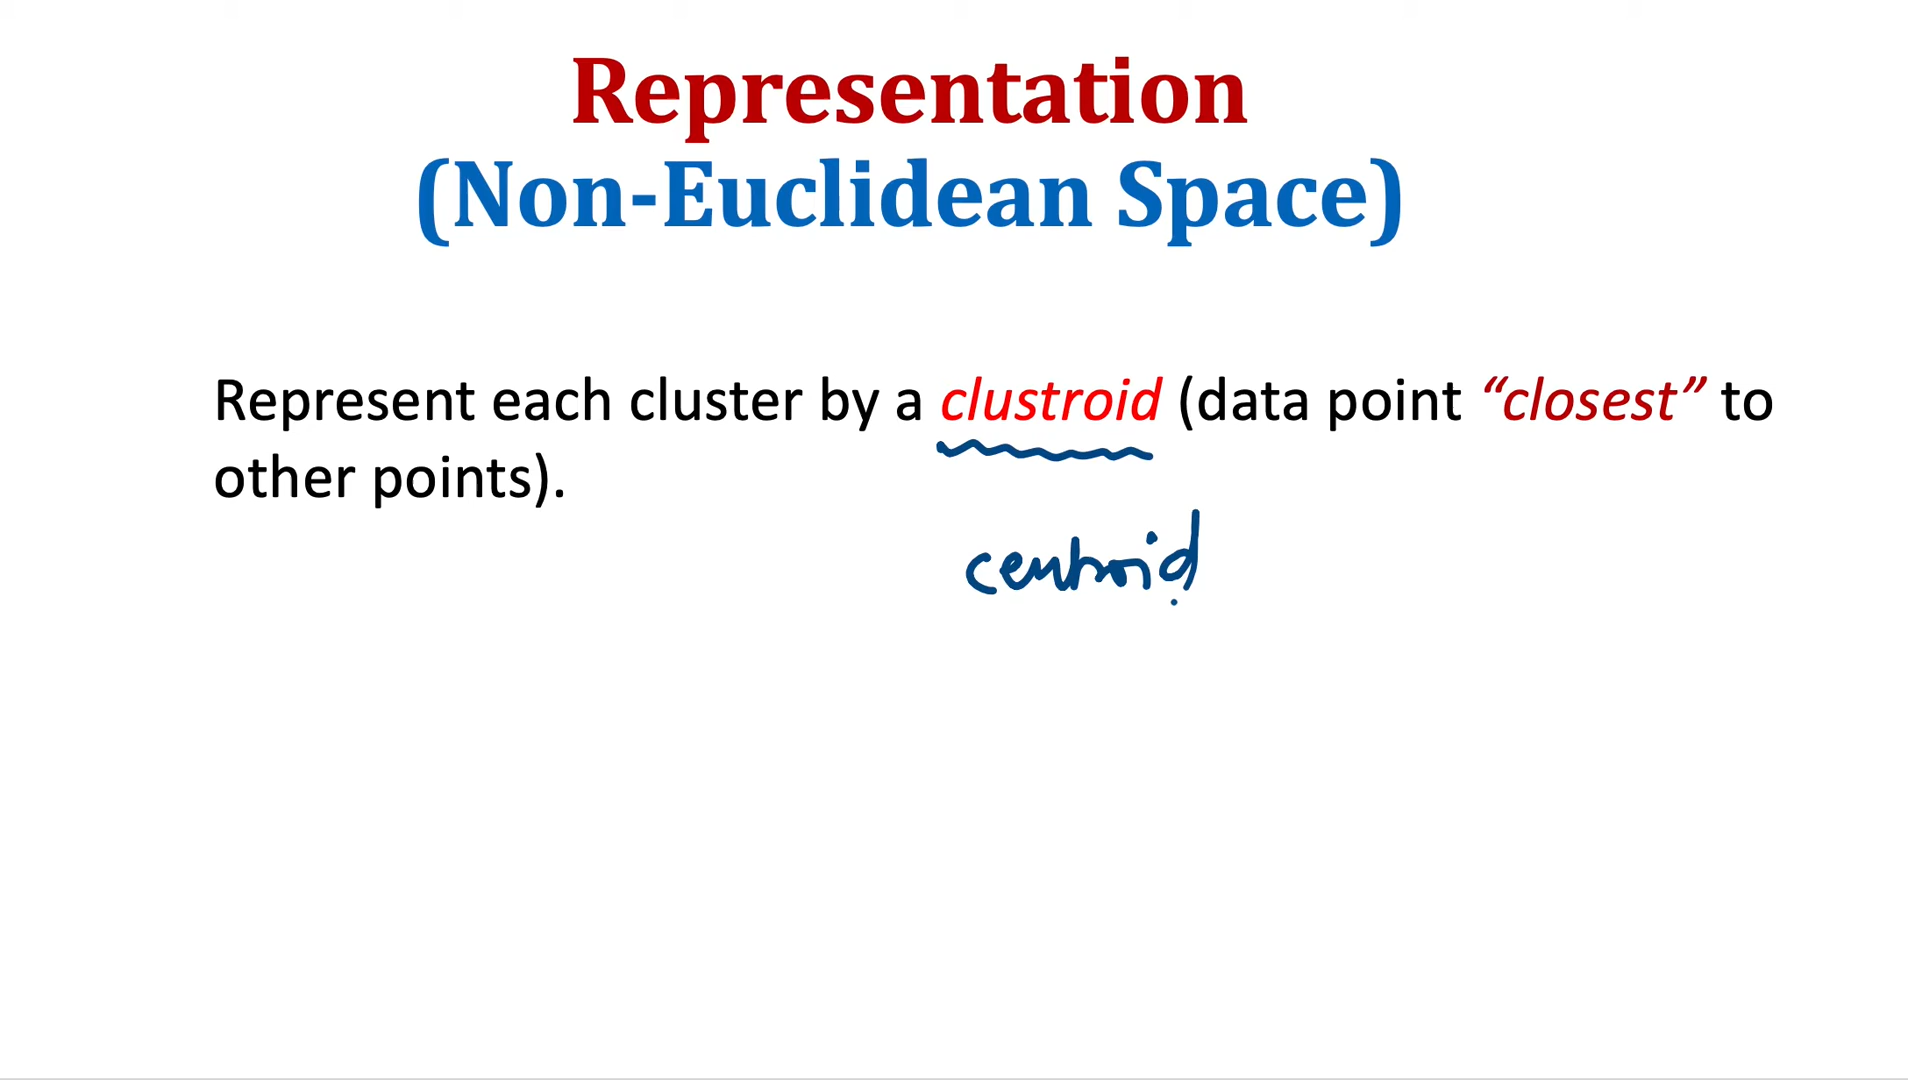 Representation
(Non-Euclidean Space)
Represent each cluster by a clustroid (data point “closest” to
other points).
centroid